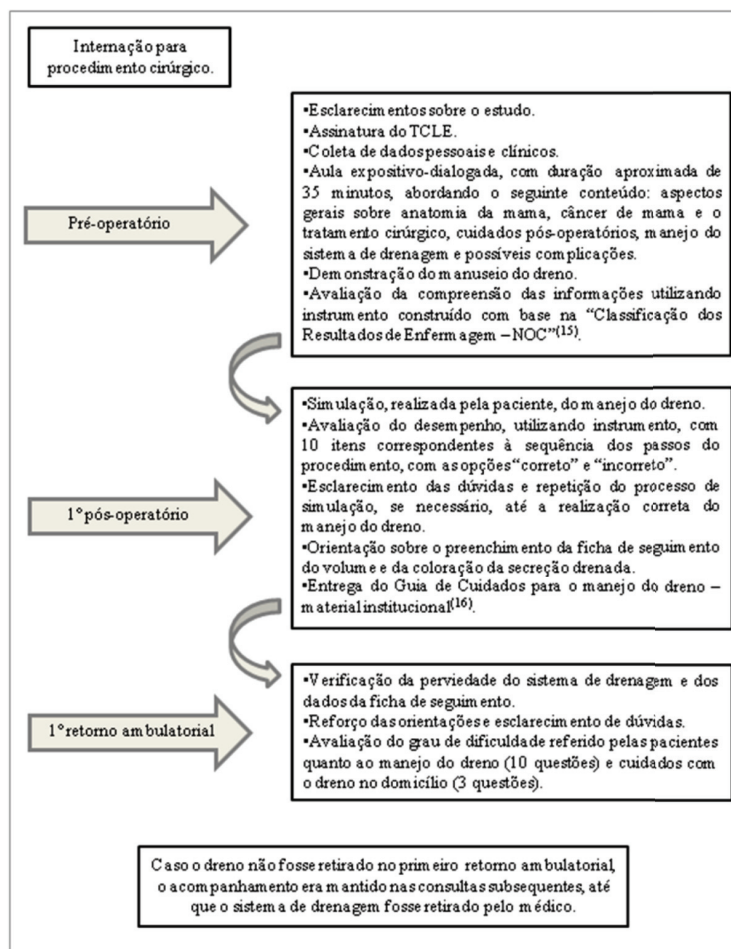 Internação para
procedimento cirúrgico.
Pré-operatório
▪Esclarecimentos sobre o estudo.
▪Assinatura do TCLE.
▪Coleta de dados pessoais e clínicos.
▪Aula expositivo-dialogada, com duração aproximada de
35 minutos, abordando o seguinte conteúdo: aspectos
gerais sobre anatomia da mama, câncer de mama e o
tratamento cirúrgico, cuidados pós-operatórios, manejo do
sistema de drenagem e possíveis complicações.
▪Demonstração do manuseio do dreno.
▪Avaliação da compreensão das informações utilizando
instrumento construído com base na “Classificação dos
Resultados de Enfermagem – NOC”(15).
1º pós-operatório
▪Simulação, realizada pela paciente, do manejo do dreno.
▪Avaliação do desempenho, utilizando instrumento, com
10 itens correspondentes à sequência dos passos do
procedimento, com as opções “correto” e “incorreto”.
▪Esclarecimento das dúvidas e repetição do processo de
simulação, se necessário, até a realização correta do
manejo do dreno.
▪Orientação sobre o preenchimento da ficha de seguimento
do volume e da coloração da secreção drenada.
▪Entrega do Guia de Cuidados para o manejo do dreno –
material institucional(16).
1º retorno ambulatorial
▪Verificação da perviedade do sistema de drenagem e dos
dados da ficha de seguimento.
▪Reforço das orientações e esclarecimento de dúvidas.
▪Avaliação do grau de dificuldade referido pelas pacientes
quanto ao manejo do dreno (10 questões) e cuidados com
o dreno no domicílio (3 questões).
Caso o dreno não fosse retirado no primeiro retorno ambulatorial,
o acompanhamento era mantido nas consultas subsequentes, até
que o sistema de drenagem fosse retirado pelo médico.